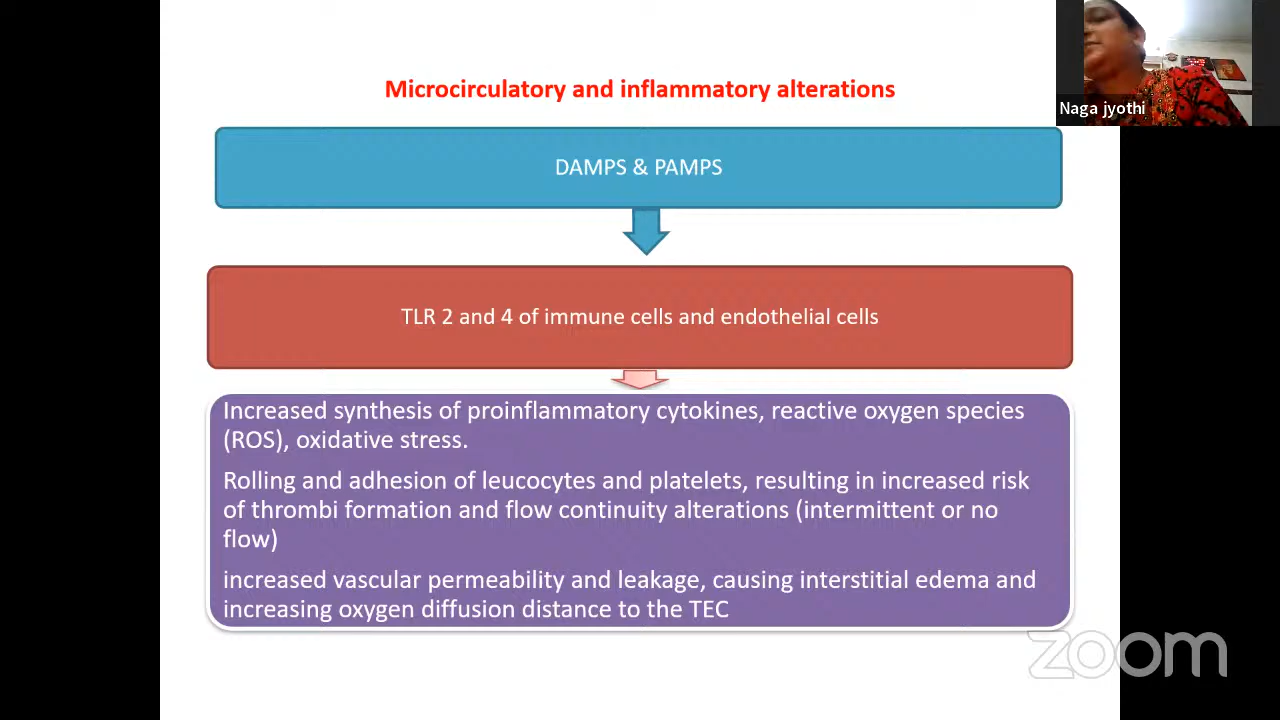 Microcirculatory and inflammatory alterations
Naga jyothi
DAMPS & PAMPS
TLR 2 and 4 of immune cells and endothelial cells
Increased synthesis of proinflammatory cytokines, reactive oxygen species
(ROS), oxidative stress.
Rolling and adhesion of leucocytes and platelets, resulting in increased risk
of thrombi formation and flow continuity alterations (intermittent or no
flow)
increased vascular permeability and leakage, causing interstitial edema and
increasing oxygen diffusion distance to the TEC
zoom